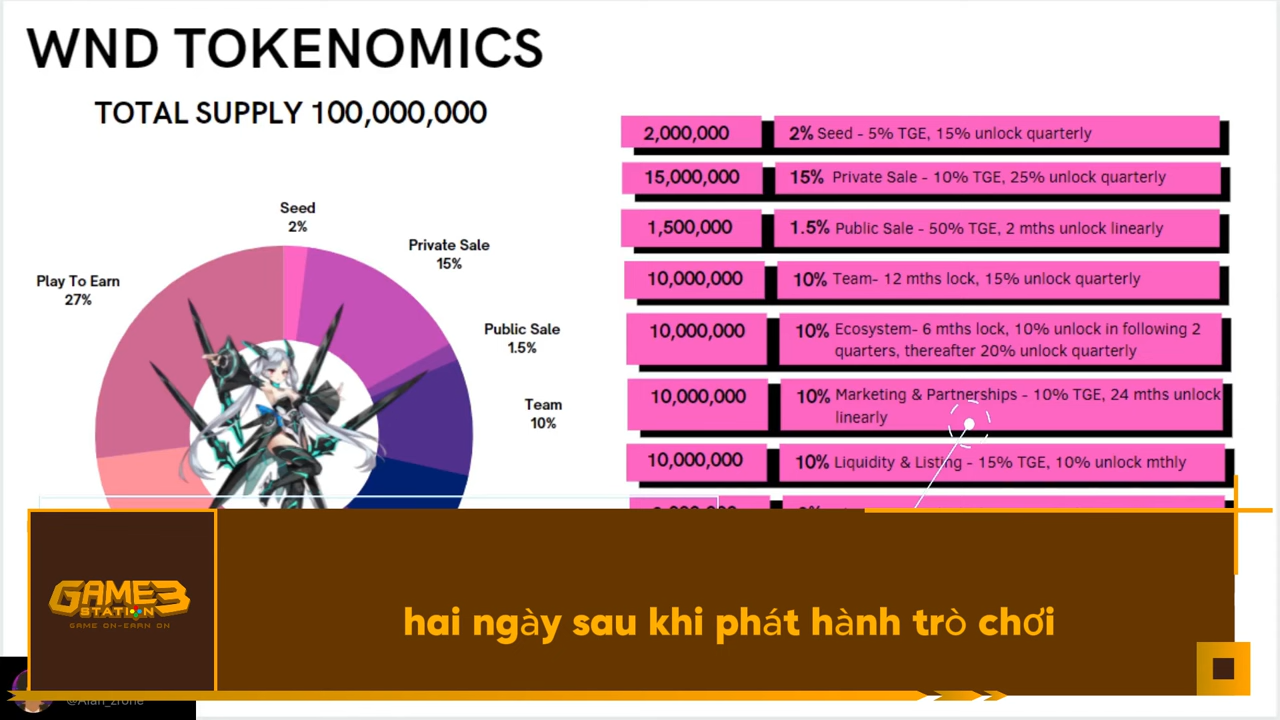 WND TOKENOMICS
TOTAL SUPPLY 100,000,000
Seed
2%
Private Sale
15%
Play To Earn
27%
Public Sale
1.5%
Team
10%
2,000,000
2% Seed - 5% TGE, 15% unlock quarterly
15,000,000
15% Private Sale - 10% TGE, 25% unlock quarterly
1,500,000
1.5% Public Sale - 50% TGE, 2 mths unlock linearly
10,000,000
10% Team- 12 mths lock, 15% unlock quarterly
10,000,000
10% Ecosystem- 6 mths lock, 10% unlock in following 2
quarters, thereafter 20% unlock quarterly
10,000,000
10% Marketing & Partnerships - 10% TGE, 24 mths unlock
linearly
10,000,000
10% Liquidity & Listing - 15% TGE, 10% unlock mthly
GAME3
STATION
GAME ON-EARN ON
hai ngày sau khi phát hành trò chơi